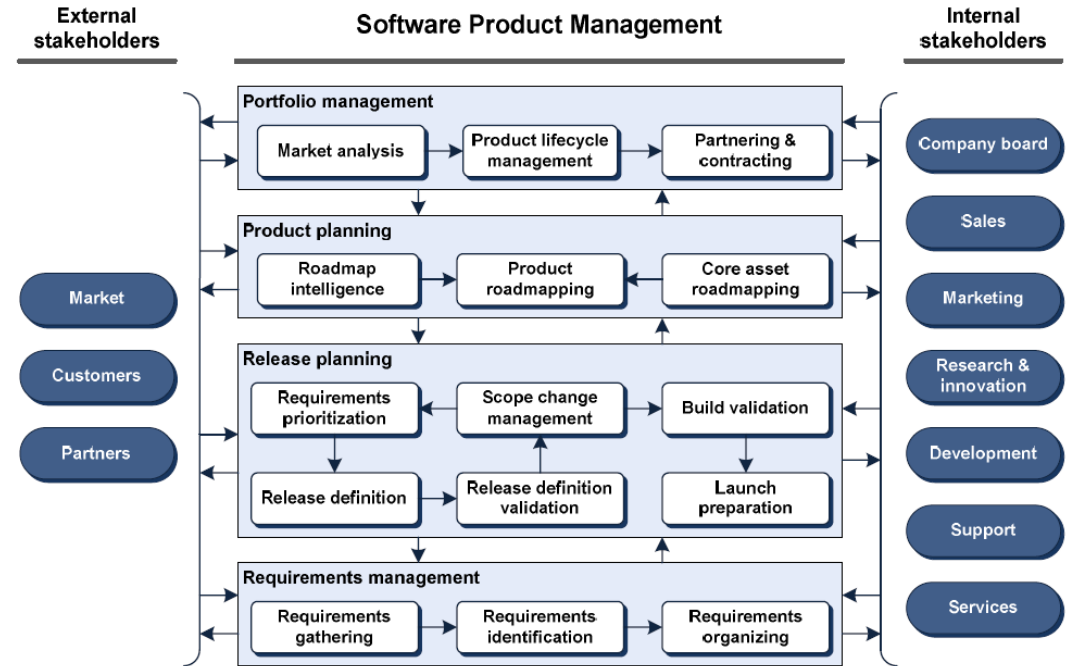 External
stakeholders
Software Product Management
Internal
stakeholders
Portfolio management
Market analysis
Product lifecycle
management
Partnering &
contracting
Product planning
Roadmap
intelligence
Product
roadmapping
Core asset
roadmapping
Release planning
Requirements
prioritization
Scope change
management
Build validation
Release definition
Release definition
validation
Launch
preparation
Requirements management
Requirements
gathering
Requirements
identification
Requirements
organizing
Market
Customers
Partners
Company board
Sales
Marketing
Research &
innovation
Development
Support
Services